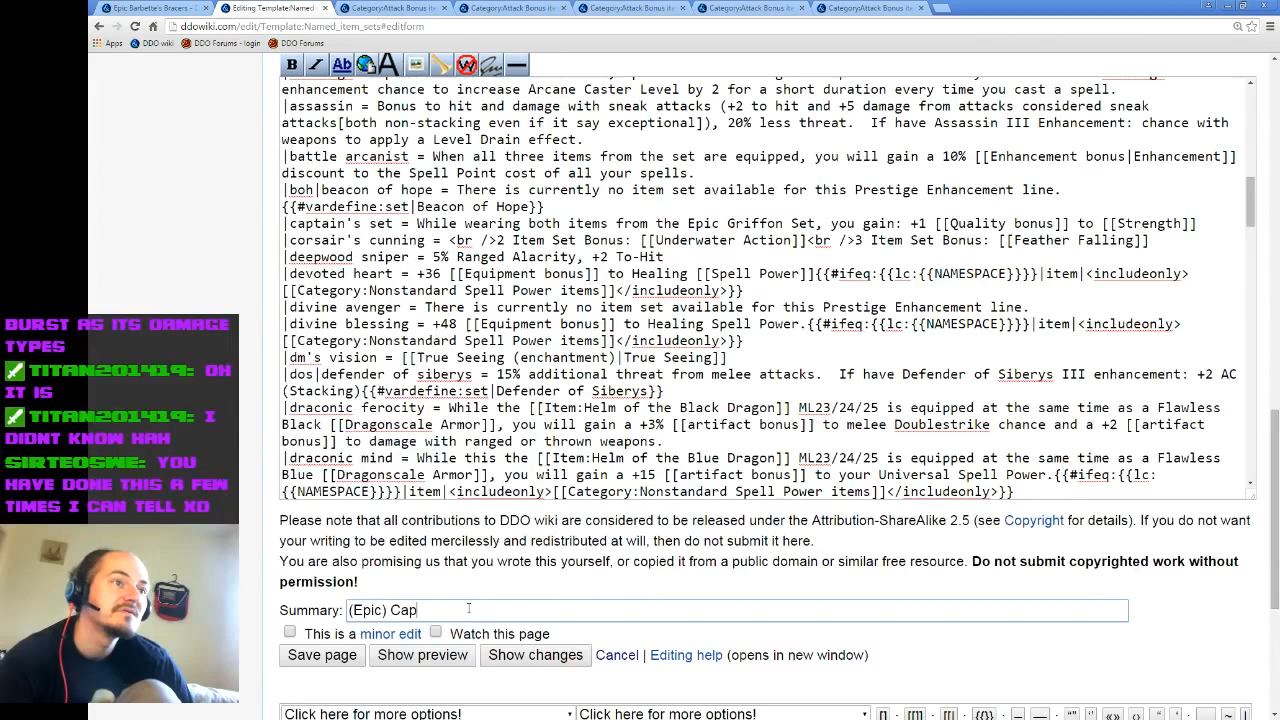 Epic Barbette's Bracers - D
Editing Template:Named
Category:Attack Bonus it
Category:Attack Bonus it
Category:Attack Bonus it
Category:Attack Bonus it
Category:Attack Bonus it
ddowiki.com/edit/Template:Named_item_sets#editform
Apps DDO wiki DDO Forums - login DDO Forums
enhancement chance to increase Arcane Caster Level by 2 for a short duration every time you cast a spell.
|assassin = Bonus to hit and damage with sneak attacks (+2 to hit and +5 damage from attacks considered sneak
attacks[both non-stacking even if it say exceptional]), 20% less threat.  If have Assassin III Enhancement: chance with
weapons to apply a Level Drain effect.
|battle arcanist = When all three items from the set are equipped, you will gain a 10% [[Enhancement bonus|Enhancement]]
discount to the Spell Point cost of all your spells.
|boh|beacon of hope = There is currently no item set available for this Prestige Enhancement line.
{{#vardefine:set|Beacon of Hope}}
|captain's set = While wearing both items from the Epic Griffon Set, you gain: +1 [[Quality bonus]] to [[Strength]]
|corsair's cunning = <br />2 Item Set Bonus: [[Underwater Action]]<br />3 Item Set Bonus: [[Feather Falling]]
|deepwood sniper = 5% Ranged Alacrity, +2 To-Hit
|devoted heart = +36 [[Equipment bonus]] to Healing [[Spell Power]]{{#ifeq:{{lc:{{NAMESPACE}}}}|item|<includeonly>
[[Category:Nonstandard Spell Power items]]</includeonly>}}
|divine avenger = There is currently no item set available for this Prestige Enhancement line.
|divine blessing = +48 [[Equipment bonus]] to Healing Spell Power.{{#ifeq:{{lc:{{NAMESPACE}}}}|item|<includeonly>
[[Category:Nonstandard Spell Power items]]</includeonly>}}
|dm's vision = [[True Seeing (enchantment)|True Seeing]]
|dos|defender of siberys = 15% additional threat from melee attacks.  If have Defender of Siberys III enhancement: +2 AC
(Stacking){{#vardefine:set|Defender of Siberys}}
|draconic ferocity = While the [[Item:Helm of the Black Dragon]] ML23/24/25 is equipped at the same time as a Flawless
Black [[Dragonscale Armor]], you will gain a +3% [[artifact bonus]] to melee Doublestrike chance and a +2 [[artifact
bonus]] to damage with ranged or thrown weapons.
|draconic mind = While this the [[Item:Helm of the Blue Dragon]] ML23/24/25 is equipped at the same time as a Flawless
Blue [[Dragonscale Armor]], you will gain a +15 [[artifact bonus]] to your Universal Spell Power.{{#ifeq:{{lc:
{{NAMESPACE}}}}|item|<includeonly>[[Category:Nonstandard Spell Power items]]</includeonly>}}
Please note that all contributions to DDO wiki are considered to be released under the Attribution-ShareAlike 2.5 (see Copyright for details). If you do not want
your writing to be edited mercilessly and redistributed at will, then do not submit it here.
You are also promising us that you wrote this yourself, or copied it from a public domain or similar free resource. Do not submit copyrighted work without
permission!
Summary: (Epic) Cap
This is a minor edit Watch this page
Save page Show preview Show changes Cancel | Editing help (opens in new window)
Click here for more options! Click here for more options!
BURST AS ITS DAMAGE
TYPES
TITAN201419: OH
IT IS
TITAN201419: I
DIDNT KNOW HAH
SIRTEOSWE: YOU
HAVE DONE THIS A FEW
TIMES I CAN TELL XD